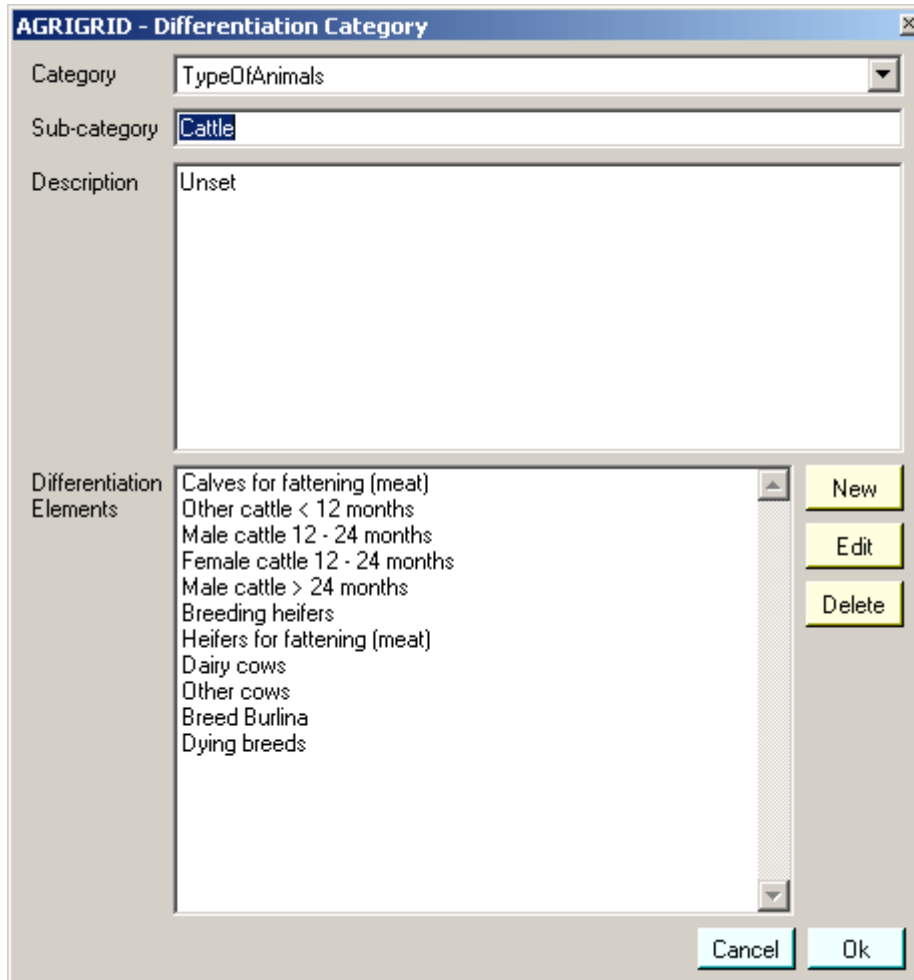 AGRIGRID - Differentiation Category
Category
TypeOfAnimals
Sub-category
Cattle
Description
Unset
Differentiation
Elements
Calves for fattening (meat)
Other cattle < 12 months
Male cattle 12 - 24 months
Female cattle 12 - 24 months
Male cattle > 24 months
Breeding heifers
Heifers for fattening (meat)
Dairy cows
Other cows
Breed Burlina
Dying breeds
New
Edit
Delete
Cancel
Ok